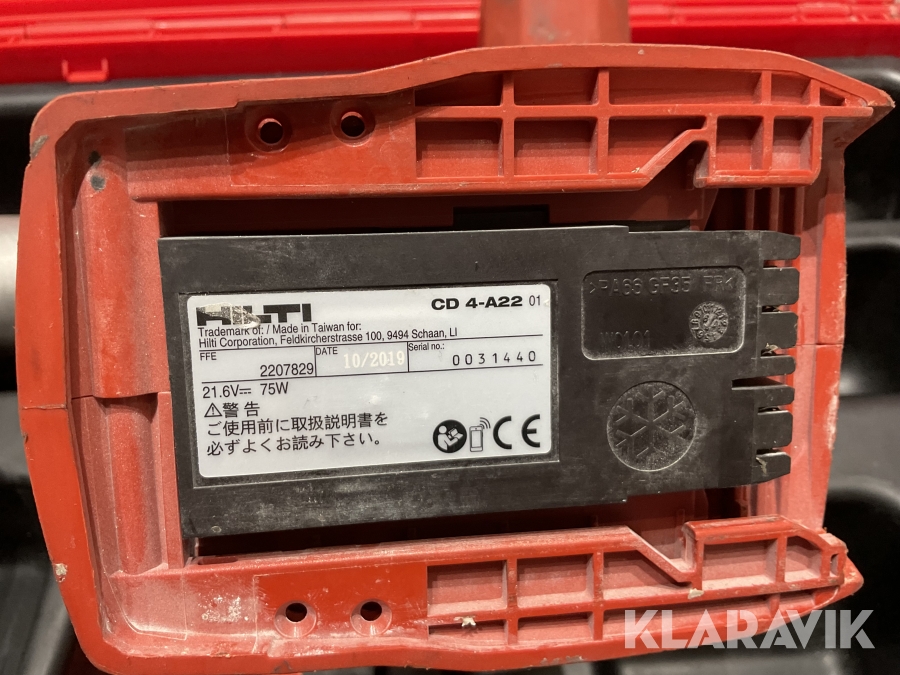 HILTI
CD 4-A22 01
Trademark of: / Made in Taiwan for:
Hilti Corporation, Feldkircherstrasse 100, 9494 Schaan, LI
FFE 2207829
DATE 10/2019
Serial no.: 0031440
21.6V⎓ 75W
⚠警告
ご使用前に取扱説明書を
必ずよくお読み下さい。
CE
>PA66 GF35 FR<
KLARAVIK